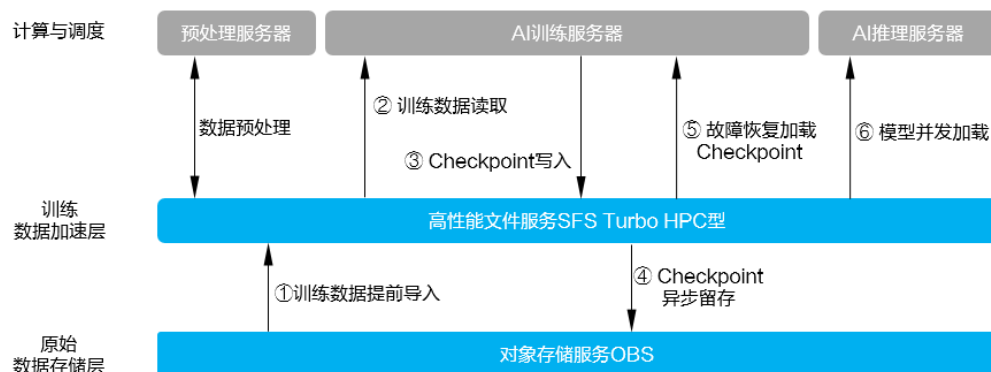 计算与调度
预处理服务器
AI训练服务器
AI推理服务器
数据预处理
② 训练数据读取
③ Checkpoint写入
⑤ 故障恢复加载
Checkpoint
⑥ 模型并发加载
训练
数据加速层
高性能文件服务SFS Turbo HPC型
①训练数据提前导入
④ Checkpoint
异步留存
原始
数据存储层
对象存储服务OBS